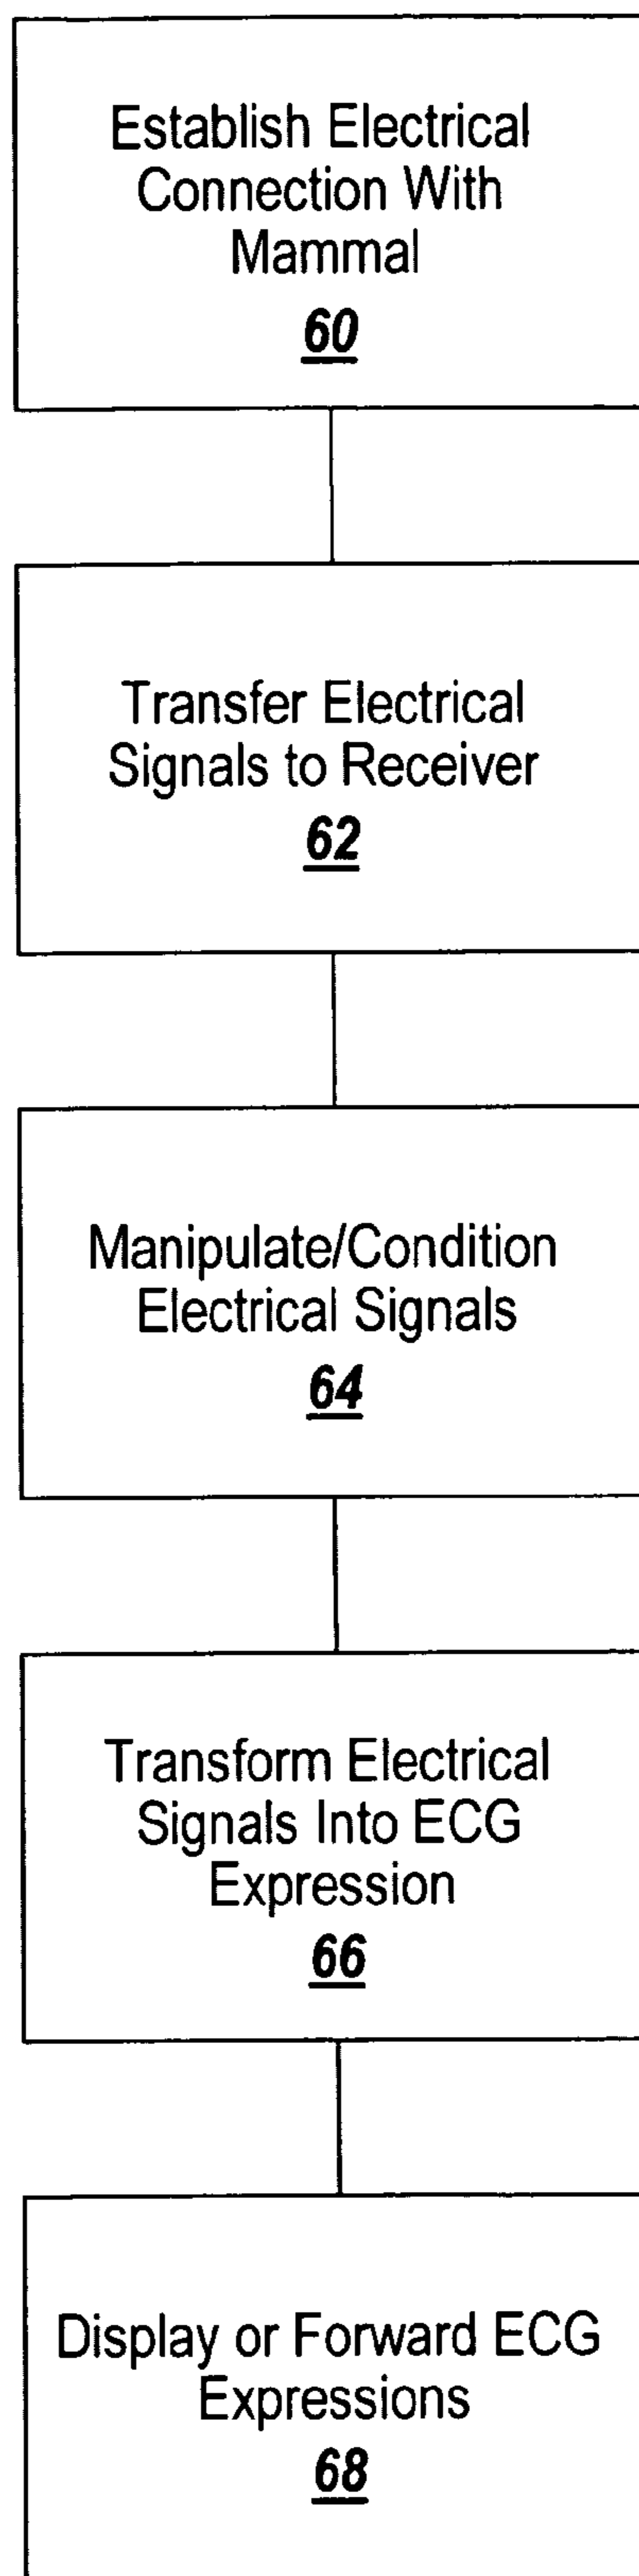 Establish Electrical
Connection With
Mammal
60
Transfer Electrical
Signals to Receiver
62
Manipulate/Condition
Electrical Signals
64
Transform Electrical
Signals Into ECG
Expression
66
Display or Forward ECG
Expressions
68